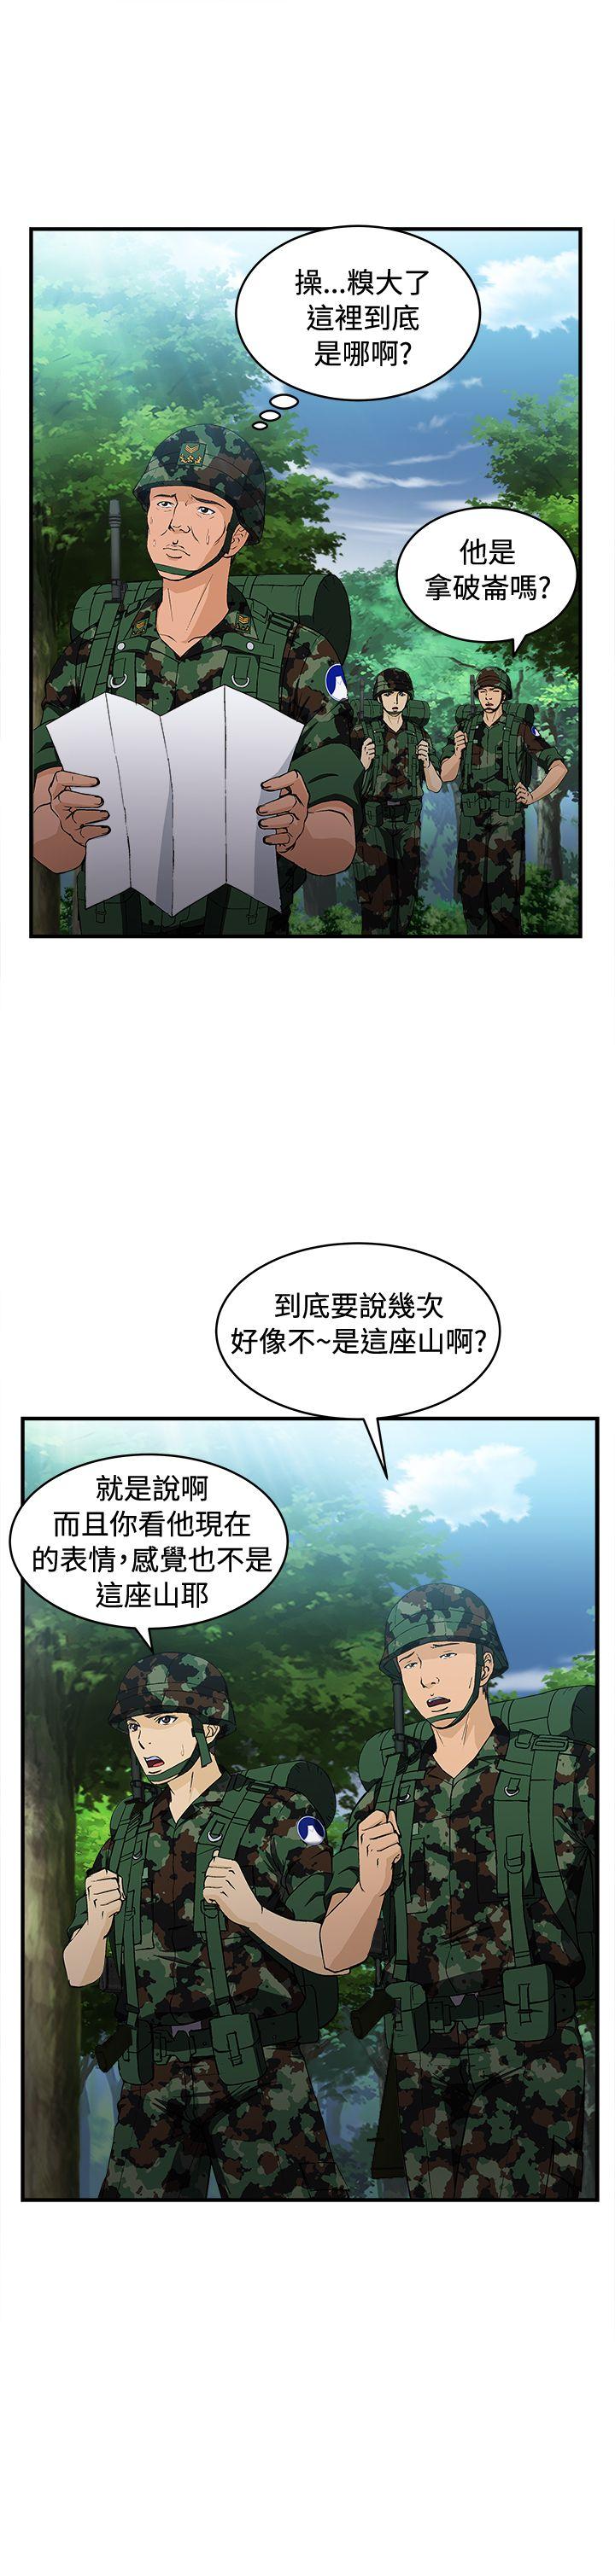 操...糗大了
這裡到底
是哪啊?
他是
拿破崙嗎?
到底要說幾次
好像不~是這座山啊?
就是說啊
而且你看他現在
的表情，感覺也不是
這座山耶